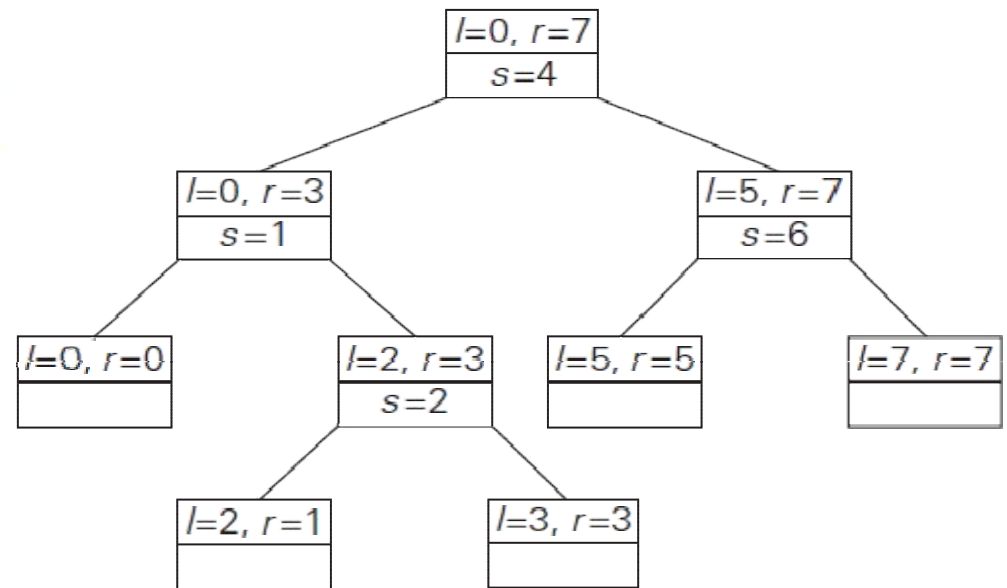 l=0, r=7
s=4
l=0, r=3
s=1
l=5, r=7
s=6
l=0, r=0
l=2, r=3
s=2
l=5, r=5
l=7, r=7
l=2, r=1
l=3, r=3